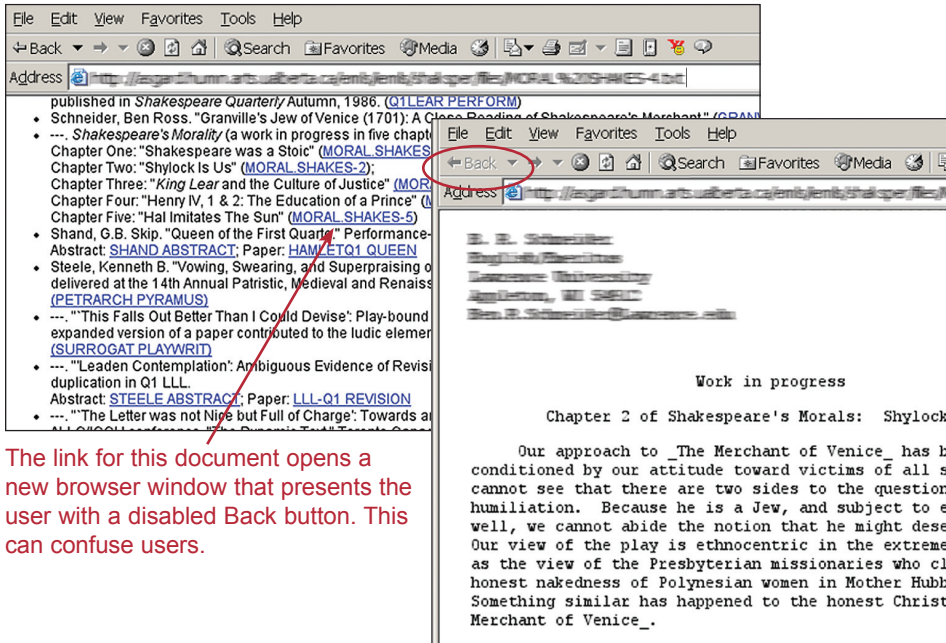 File Edit View Favorites Tools Help
Back Search Favorites Media
Address
published in Shakespeare Quarterly Autumn, 1986. (Q1LEAR PERFORM)
Schneider, Ben Ross. "Granville's Jew of Venice (1701): A Close Reading of Shakespeare's Merchant." (GRAN
---. Shakespeare's Morality (a work in progress in five chapt
Chapter One: "Shakespeare was a Stoic" (MORAL.SHAKES
Chapter Two: "Shylock Is Us" (MORAL.SHAKES-2);
Chapter Three: "King Lear and the Culture of Justice" (MOR
Chapter Four: "Henry IV, 1 & 2: The Education of a Prince" (M
Chapter Five: "Hal Imitates The Sun" (MORAL.SHAKES-5)
Shand, G.B. Skip. "Queen of the First Quarto." Performance-
Abstract: SHAND ABSTRACT; Paper: HAMLETQ1 QUEEN
Steele, Kenneth B. "Vowing, Swearing, and Superpraising o
delivered at the 14th Annual Patristic, Medieval and Renaiss
(PETRARCH PYRAMUS)
---. "`This Falls Out Better Than I Could Devise': Play-bound
expanded version of a paper contributed to the ludic elemer
(SURROGAT PLAYWRIT)
---. "'Leaden Contemplation': Ambiguous Evidence of Revisi
duplication in Q1 LLL.
Abstract: STEELE ABSTRACT; Paper: LLL-Q1 REVISION
---. "`The Letter was not Nice but Full of Charge': Towards a
File Edit View Favorites Tools Help
Back Search Favorites Media
Address
Work in progress
Chapter 2 of Shakespeare's Morals: Shylock
Our approach to _The Merchant of Venice_ has b
conditioned by our attitude toward victims of all s
cannot see that there are two sides to the question
humiliation. Because he is a Jew, and subject to e
well, we cannot abide the notion that he might dese
Our view of the play is ethnocentric in the extreme
as the view of the Presbyterian missionaries who cl
honest nakedness of Polynesian women in Mother Hubb
Something similar has happened to the honest Christ
Merchant of Venice_.
The link for this document opens a
new browser window that presents the
user with a disabled Back button. This
can confuse users.